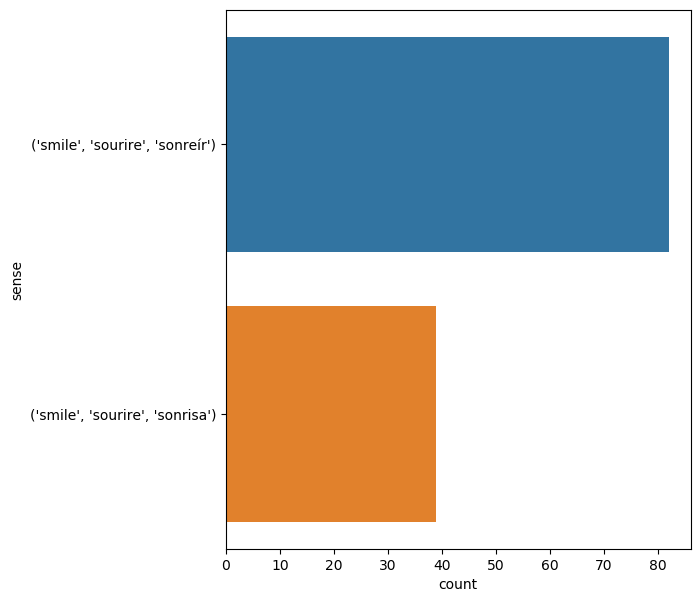 ('smile', 'sourire', 'sonreír')
('smile', 'sourire', 'sonrisa')
sense
0 10 20 30 40 50 60 70 80
count